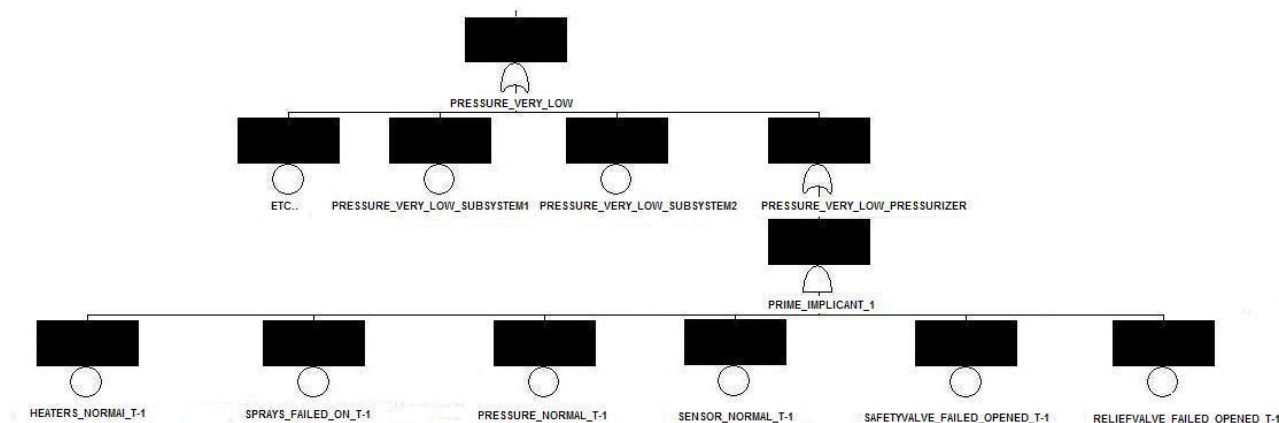 PRESSURE_VERY_LOW
ETC..
PRESSURE_VERY_LOW_SUBSYSTEM1
PRESSURE_VERY_LOW_SUBSYSTEM2
PRESSURE_VERY_LOW_PRESSURIZER
PRIME_IMPLICANT_1
HEATERS_NORMAL_T-1
SPRAYS_FAILED_ON_T-1
PRESSURE_NORMAL_T-1
SENSOR_NORMAL_T-1
SAFETYVALVE_FAILED_OPENED_T-1
RELIEFVALVE_FAILED_OPENED_T-1